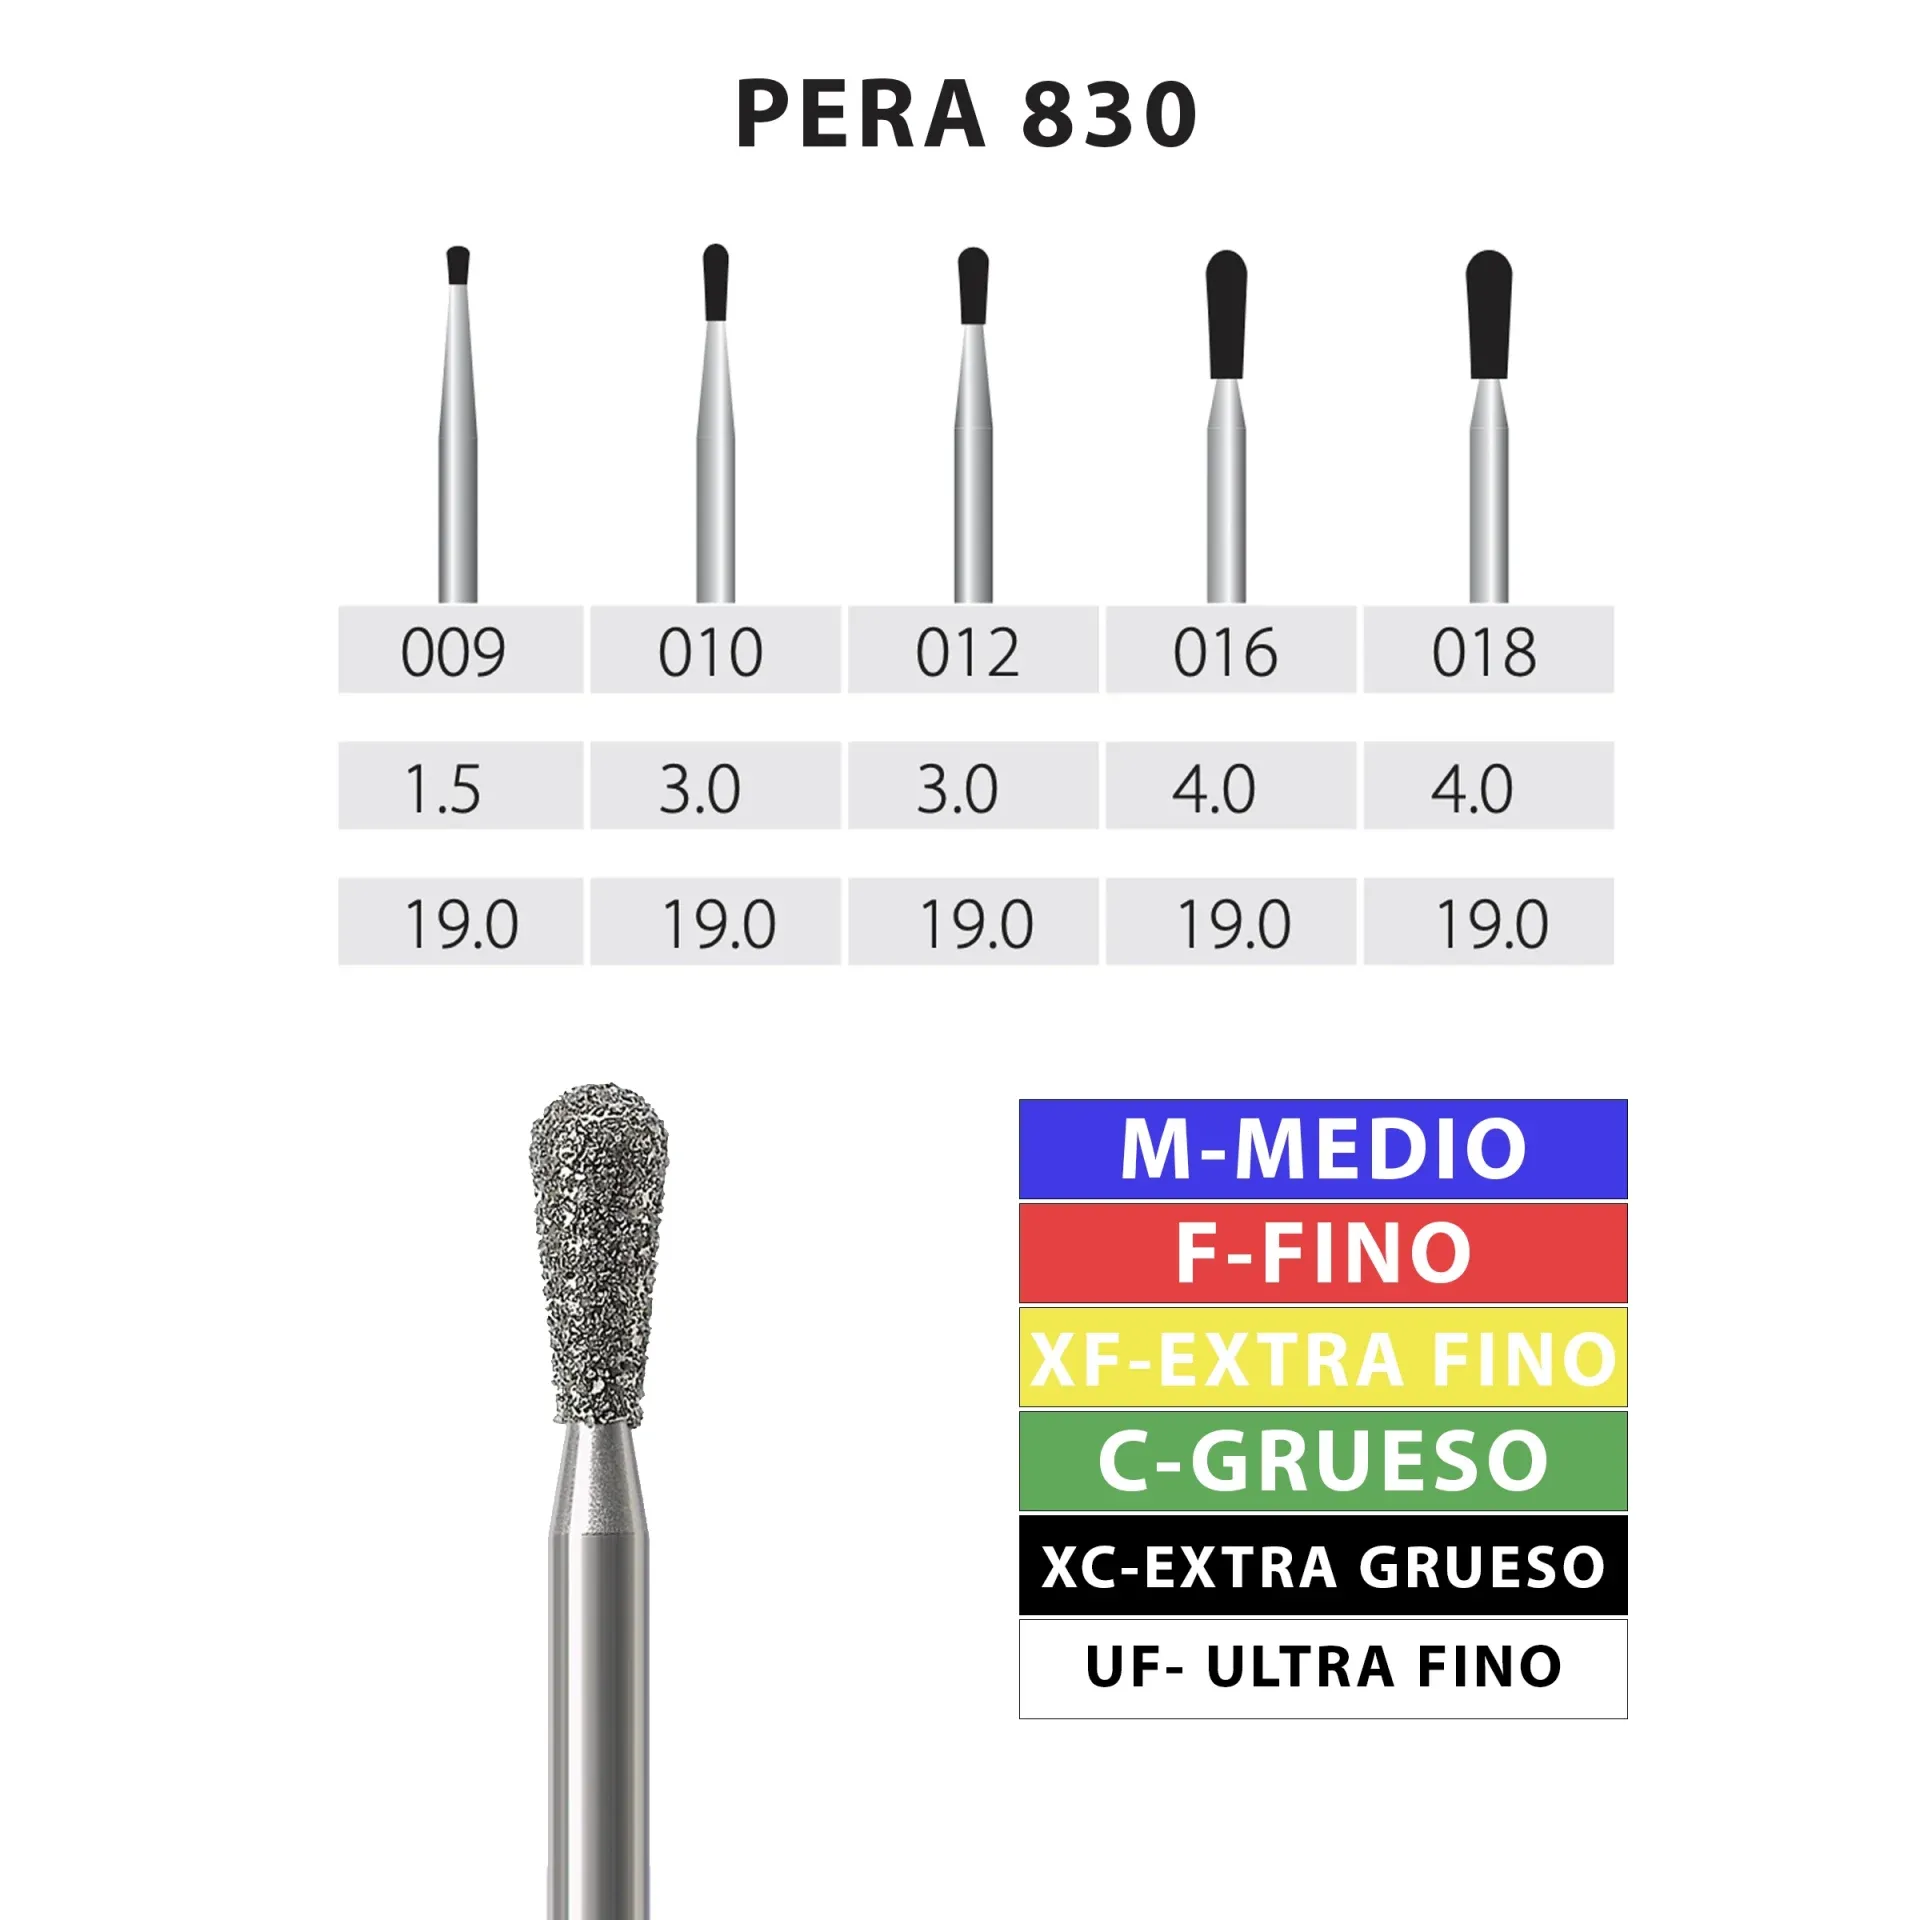 PERA 830
009 010 012 016 018
1.5 3.0 3.0 4.0 4.0
19.0 19.0 19.0 19.0 19.0
M-MEDIO
F-FINO
XF-EXTRA FINO
C-GRUESO
XC-EXTRA GRUESO
UF- ULTRA FINO